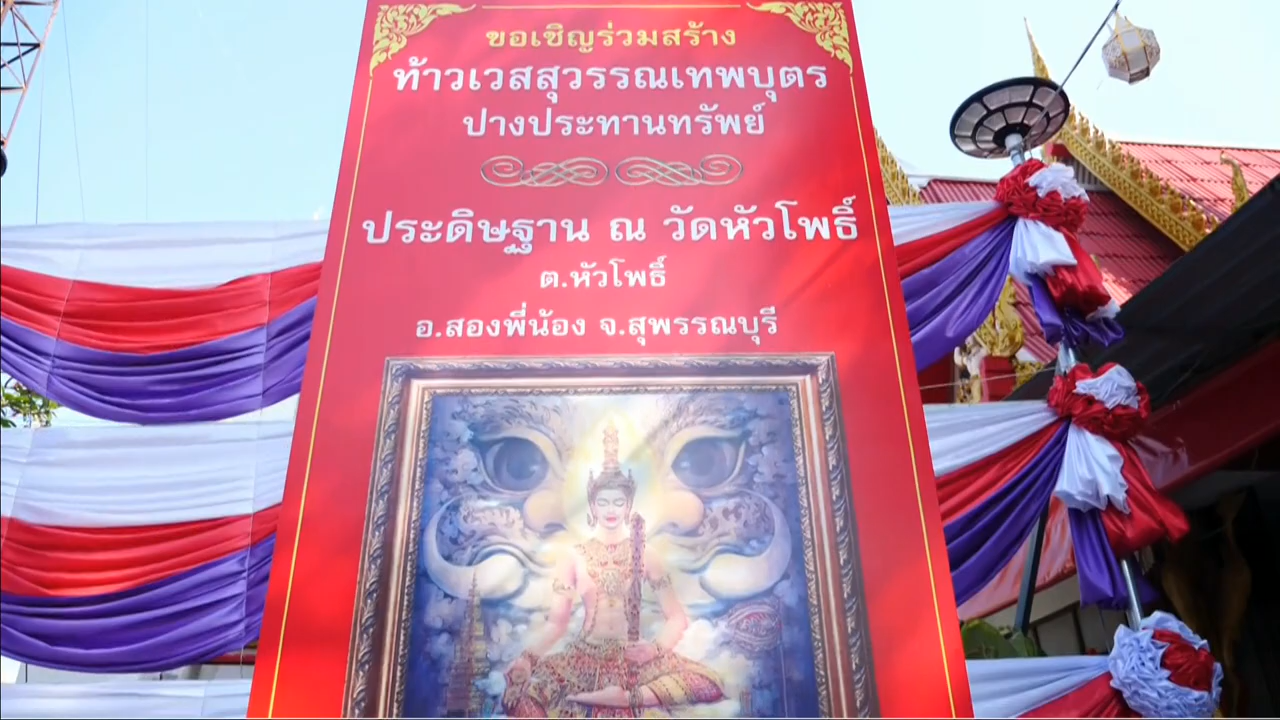 ขอเชิญร่วมสร้าง
ท้าวเวสสุวรรณเทพบุตร
ปางประทานทรัพย์
ประดิษฐาน ณ วัดหัวโพธิ์
ต.หัวโพธิ์
อ.สองพี่น้อง จ.สุพรรณบุรี